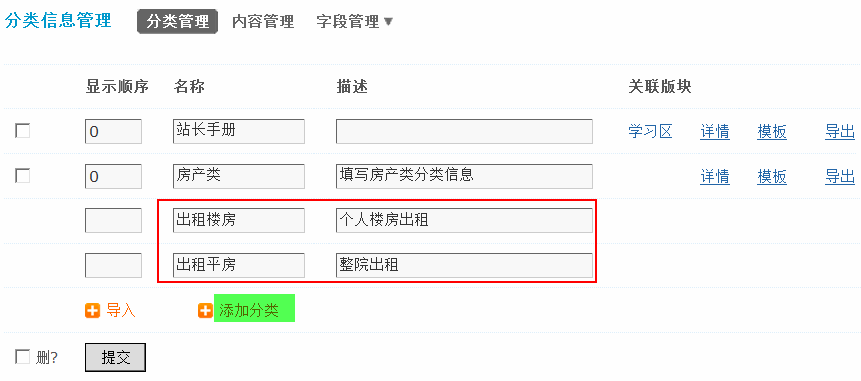 分类信息管理 分类管理 内容管理 字段管理▼
显示顺序 名称 描述 关联版块
0 站长手册 学习区 详情 模板 导出
0 房产类 填写房产类分类信息 详情 模板 导出
出租楼房 个人楼房出租
出租平房 整院出租
导入 添加分类
删? 提交